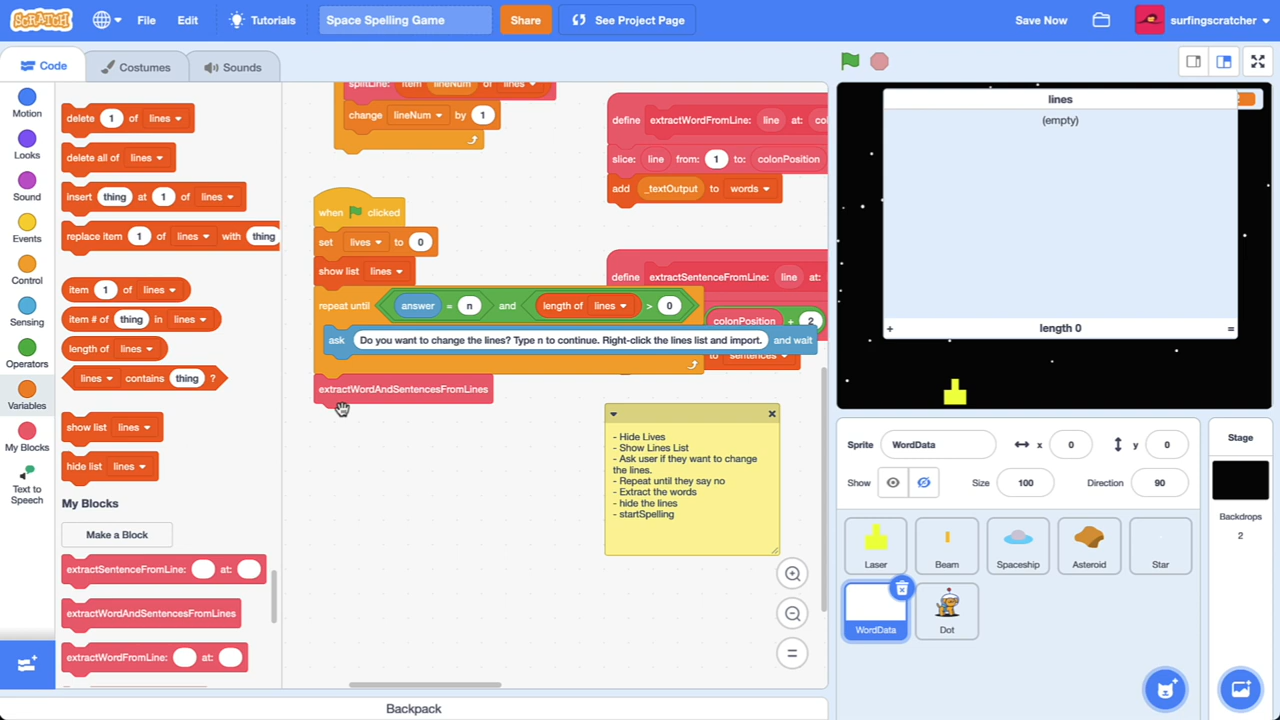 SCRATCH
File
Edit
Tutorials
Space Spelling Game
Share
See Project Page
Save Now
surfingscratcher
Code
Costumes
Sounds
Motion
Looks
Sound
Events
Control
Sensing
Operators
Variables
My Blocks
Text to
Speech
delete 1 of lines
delete all of lines
insert thing at 1 of lines
replace item 1 of lines with thing
item 1 of lines
item # of thing in lines
length of lines
lines contains thing ?
show list lines
hide list lines
My Blocks
Make a Block
extractSentenceFromLine: at:
extractWordAndSentencesFromLines
extractWordFromLine: at:
splitLine: item lineNum of lines
change lineNum by 1
when clicked
set lives to 0
show list lines
repeat until answer = n and length of lines > 0
ask Do you want to change the lines? Type n to continue. Right-click the lines list and import. and wait
extractWordAndSentencesFromLines
define extractWordFromLine: line at:
slice: line from: 1 to: colonPosition
add _textOutput to words
define extractSentenceFromLine: line at:
colonPosition + 2
to sentences
- Hide Lives
- Show Lines List
- Ask user if they want to change
the lines.
- Repeat until they say no
- Extract the words
- hide the lines
- startSpelling
Backpack
lines
(empty)
+ length 0 =
Sprite WordData x 0 y 0
Show Size 100 Direction 90
Laser
Beam
Spaceship
Asteroid
Star
WordData
Dot
Stage
Backdrops
2